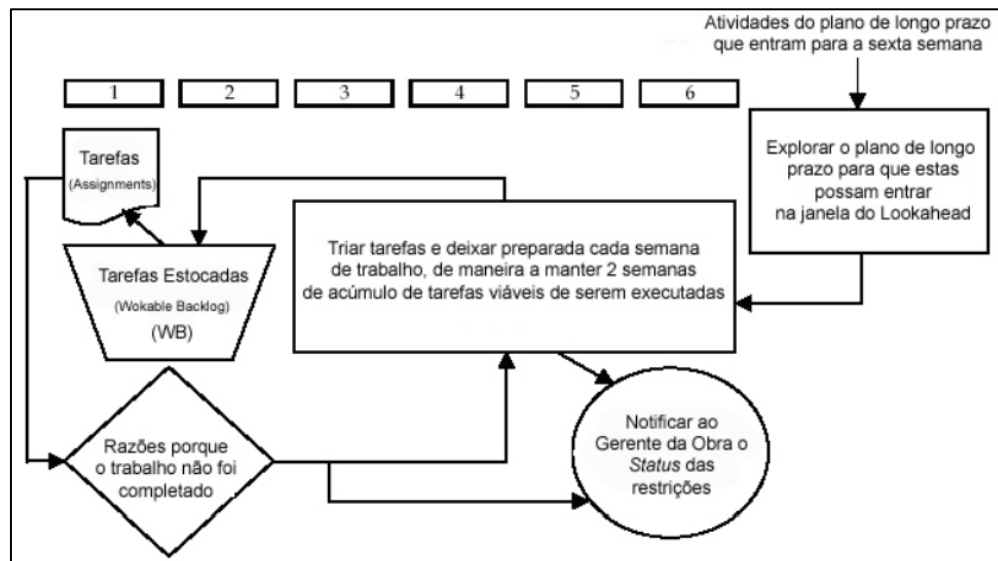 Atividades do plano de longo prazo
que entram para a sexta semana
1 2 3 4 5 6
Tarefas
(Assignments)
Explorar o plano de longo
prazo para que estas
possam entrar
na janela do Lookahead
Triar tarefas e deixar preparada cada semana
de trabalho, de maneira a manter 2 semanas
de acúmulo de tarefas viáveis de serem executadas
Tarefas Estocadas
(Wokable Backlog)
(WB)
Razões porque
o trabalho não foi
completado
Notificar ao
Gerente da Obra o
Status das
restrições